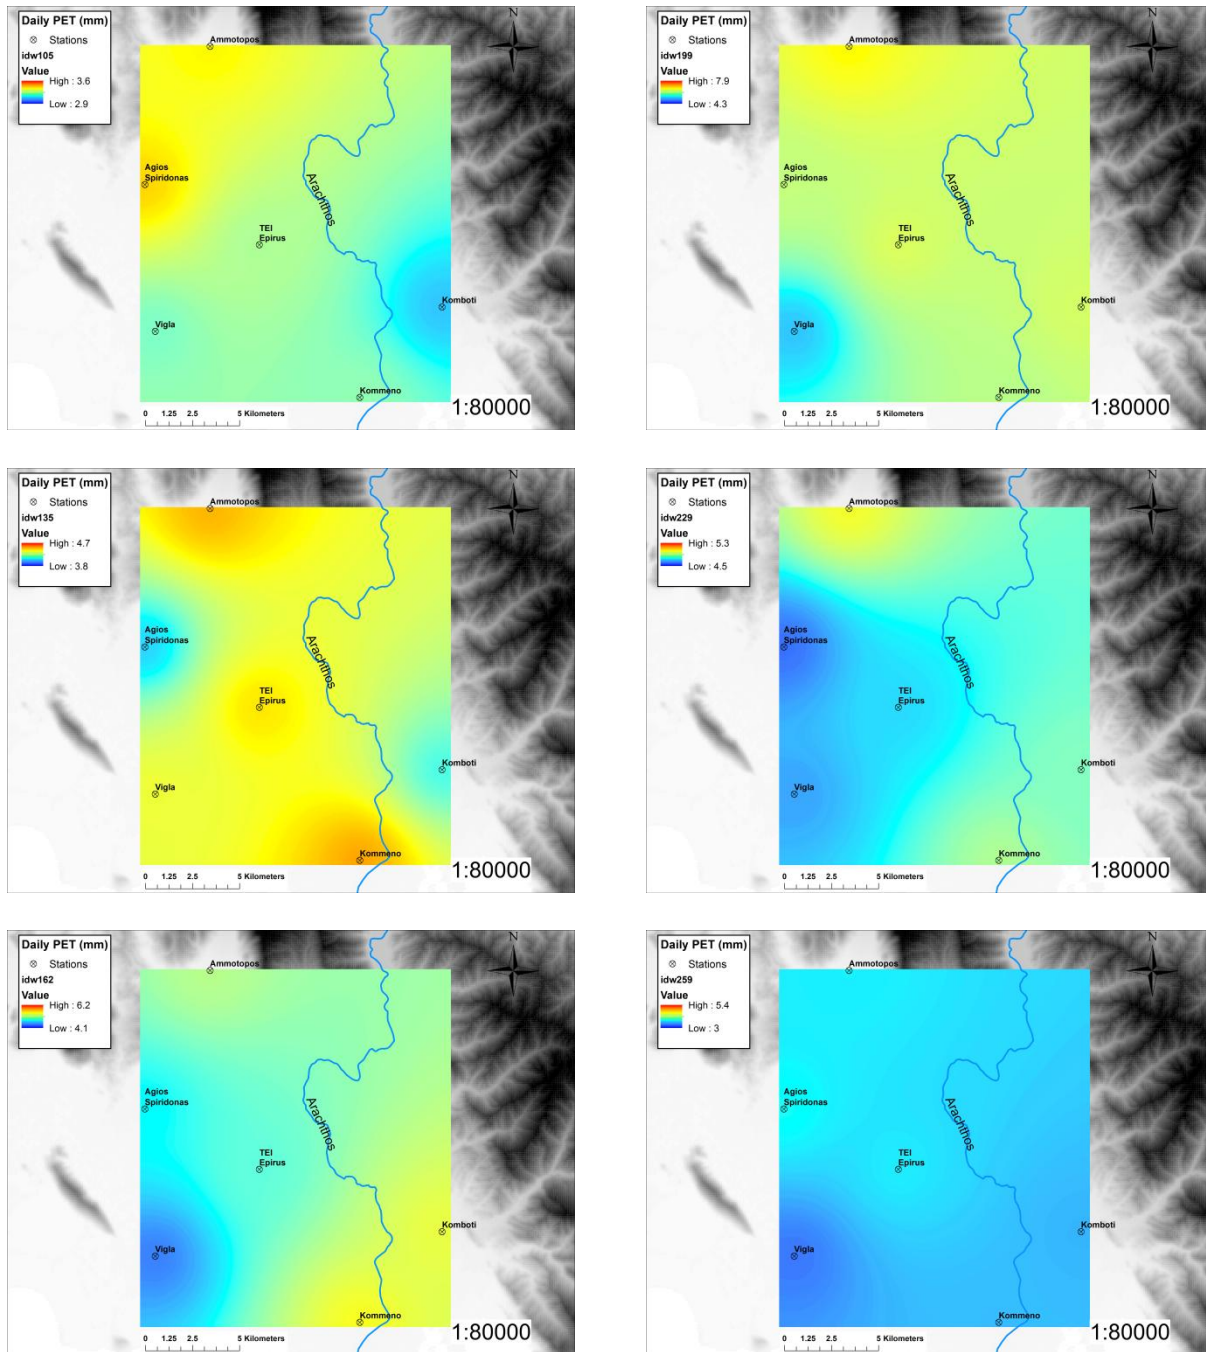 Daily PET (mm)
Stations
idw105
Value
High : 3.6
Low : 2.9
N
Ammotopos
Agios
Spiridonas
Arachthos
TEI
Epirus
Komboti
Vigla
Kommeno
0 1.25 2.5 5 Kilometers
1:80000
Daily PET (mm)
Stations
idw199
Value
High : 7.9
Low : 4.3
N
Ammotopos
Agios
Spiridonas
Arachthos
TEI
Epirus
Komboti
Vigla
Kommeno
0 1.25 2.5 5 Kilometers
1:80000
Daily PET (mm)
Stations
idw135
Value
High : 4.7
Low : 3.8
N
Ammotopos
Agios
Spiridonas
Arachthos
TEI
Epirus
Komboti
Vigla
Kommeno
0 1.25 2.5 5 Kilometers
1:80000
Daily PET (mm)
Stations
idw229
Value
High : 5.3
Low : 4.5
N
Ammotopos
Agios
Spiridonas
Arachthos
TEI
Epirus
Komboti
Vigla
Kommeno
0 1.25 2.5 5 Kilometers
1:80000
Daily PET (mm)
Stations
idw162
Value
High : 6.2
Low : 4.1
N
Ammotopos
Agios
Spiridonas
Arachthos
TEI
Epirus
Komboti
Vigla
Kommeno
0 1.25 2.5 5 Kilometers
1:80000
Daily PET (mm)
Stations
idw259
Value
High : 5.4
Low : 3
N
Ammotopos
Agios
Spiridonas
Arachthos
TEI
Epirus
Komboti
Vigla
Kommeno
0 1.25 2.5 5 Kilometers
1:80000